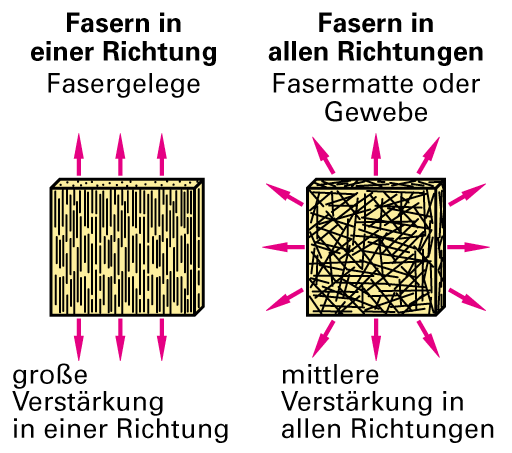 Fasern in
einer Richtung
Fasergelege
große
Verstärkung
in einer Richtung
Fasern in
allen Richtungen
Fasermatte oder
Gewebe
mittlere
Verstärkung in
allen Richtungen